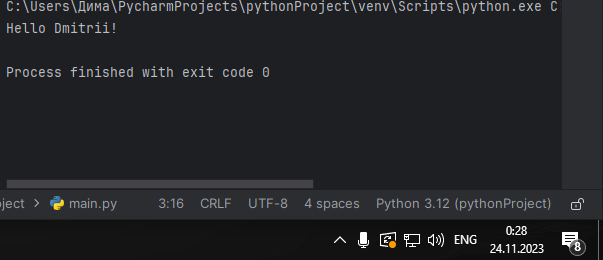 C:\Users\Дима\PycharmProjects\pythonProject\venv\Scripts\python.exe C
Hello Dmitrii!
Process finished with exit code 0
oject > main.py 3:16 CRLF UTF-8 4 spaces Python 3.12 (pythonProject)
ENG 0:28 8
24.11.2023